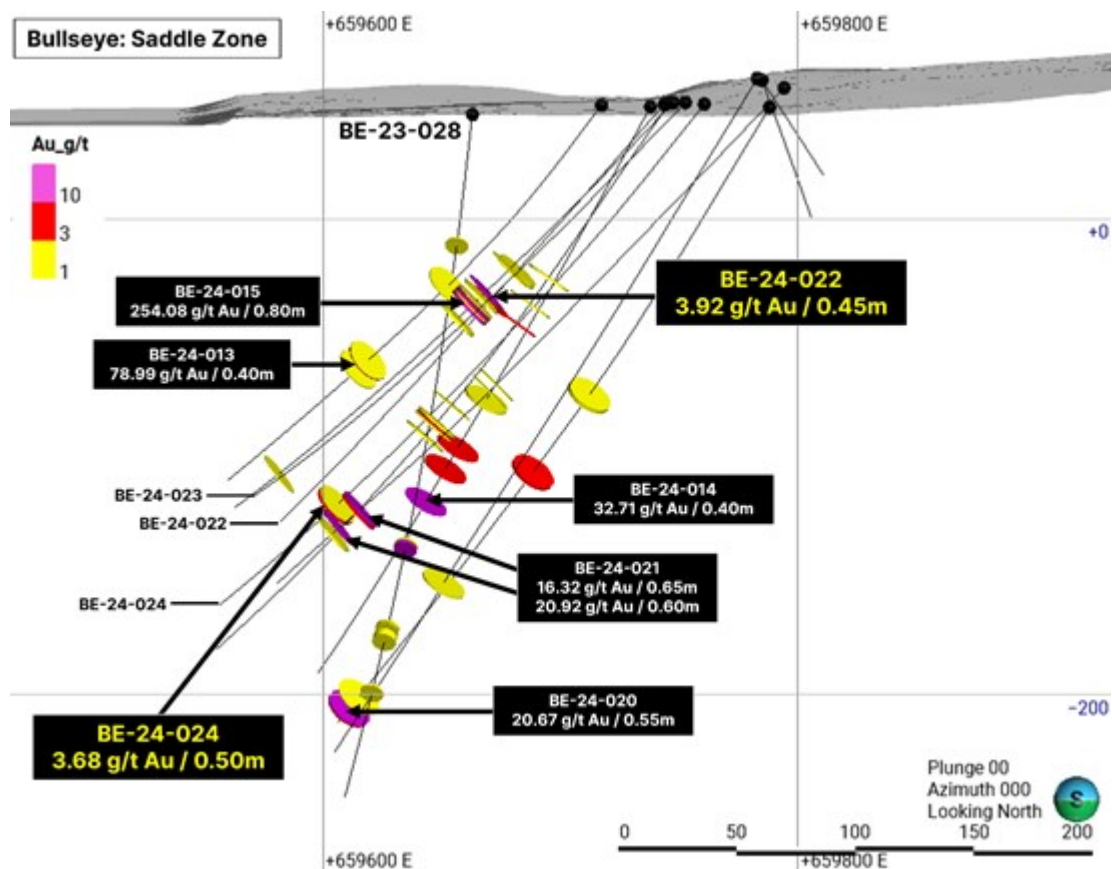 Bullseye: Saddle Zone
+659600 E
+659800 E
BE-23-028
Au_g/t
10
3
1
+0
BE-24-015
254.08 g/t Au / 0.80m
BE-24-022
3.92 g/t Au / 0.45m
BE-24-013
78.99 g/t Au / 0.40m
BE-24-023
BE-24-022
BE-24-014
32.71 g/t Au / 0.40m
BE-24-021
16.32 g/t Au / 0.65m
20.92 g/t Au / 0.60m
BE-24-024
-200
BE-24-020
20.67 g/t Au / 0.55m
BE-24-024
3.68 g/t Au / 0.50m
Plunge 00
Azimuth 000
Looking North
S
0
50
100
150
200
+659600 E
+659800 E